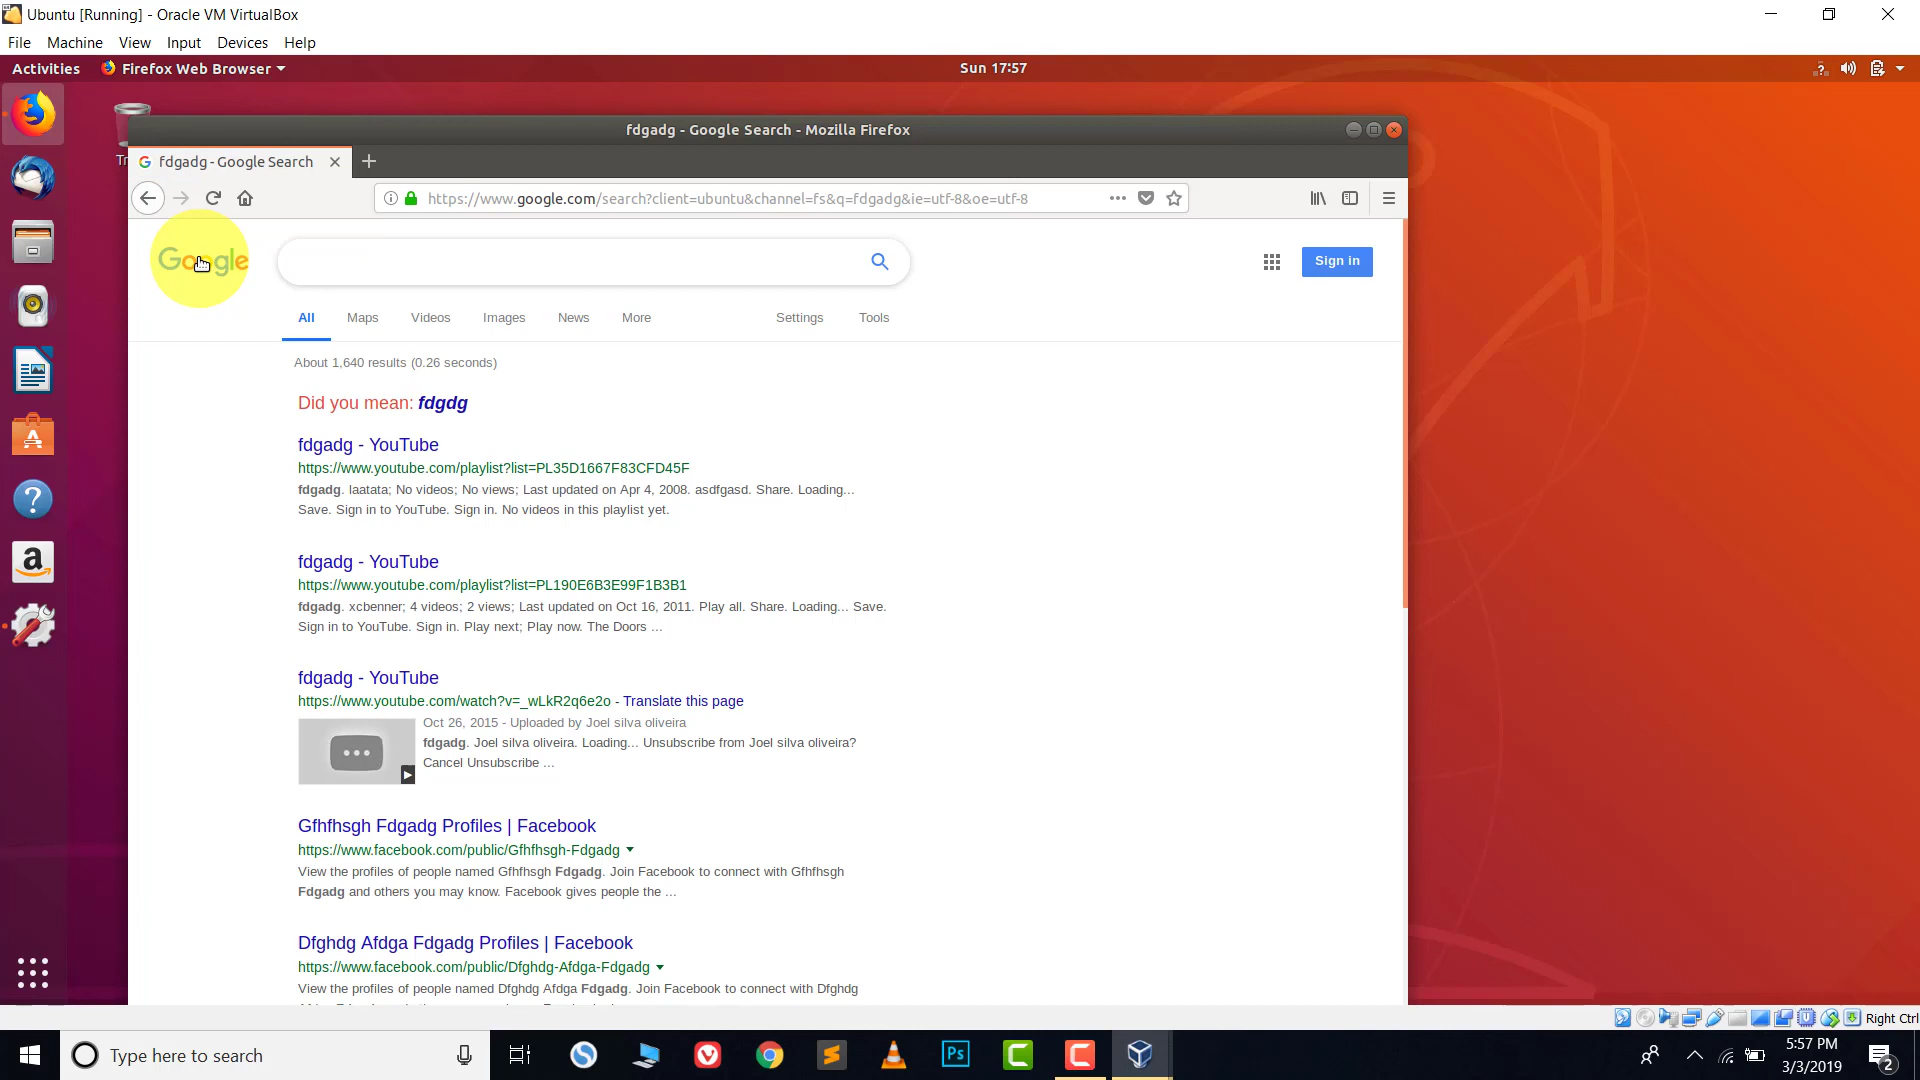 Ubuntu [Running] - Oracle VM VirtualBox
File Machine View Input Devices Help
Activities Firefox Web Browser Sun 17:57
fdgadg - Google Search - Mozilla Firefox
fdgadg - Google Search
https://www.google.com/search?client=ubuntu&channel=fs&q=fdgadg&ie=utf-8&oe=utf-8
Google
Sign in
All Maps Videos Images News More Settings Tools
About 1,640 results (0.26 seconds)
Did you mean: fdgdg
fdgadg - YouTube
https://www.youtube.com/playlist?list=PL35D1667F83CFD45F
fdgadg. laatata; No videos; No views; Last updated on Apr 4, 2008. asdfgasd. Share. Loading...
Save. Sign in to YouTube. Sign in. No videos in this playlist yet.
fdgadg - YouTube
https://www.youtube.com/playlist?list=PL190E6B3E99F1B3B1
fdgadg. xcbenner; 4 videos; 2 views; Last updated on Oct 16, 2011. Play all. Share. Loading... Save.
Sign in to YouTube. Sign in. Play next; Play now. The Doors ...
fdgadg - YouTube
https://www.youtube.com/watch?v=_wLkR2q6e2o - Translate this page
Oct 26, 2015 - Uploaded by Joel silva oliveira
fdgadg. Joel silva oliveira. Loading... Unsubscribe from Joel silva oliveira?
Cancel Unsubscribe ...
Gfhfhsgh Fdgadg Profiles | Facebook
https://www.facebook.com/public/Gfhfhsgh-Fdgadg
View the profiles of people named Gfhfhsgh Fdgadg. Join Facebook to connect with Gfhfhsgh
Fdgadg and others you may know. Facebook gives people the ...
Dfghdg Afdga Fdgadg Profiles | Facebook
https://www.facebook.com/public/Dfghdg-Afdga-Fdgadg
View the profiles of people named Dfghdg Afdga Fdgadg. Join Facebook to connect with Dfghdg
Right Ctrl
Type here to search
Ps
5:57 PM
3/3/2019
2